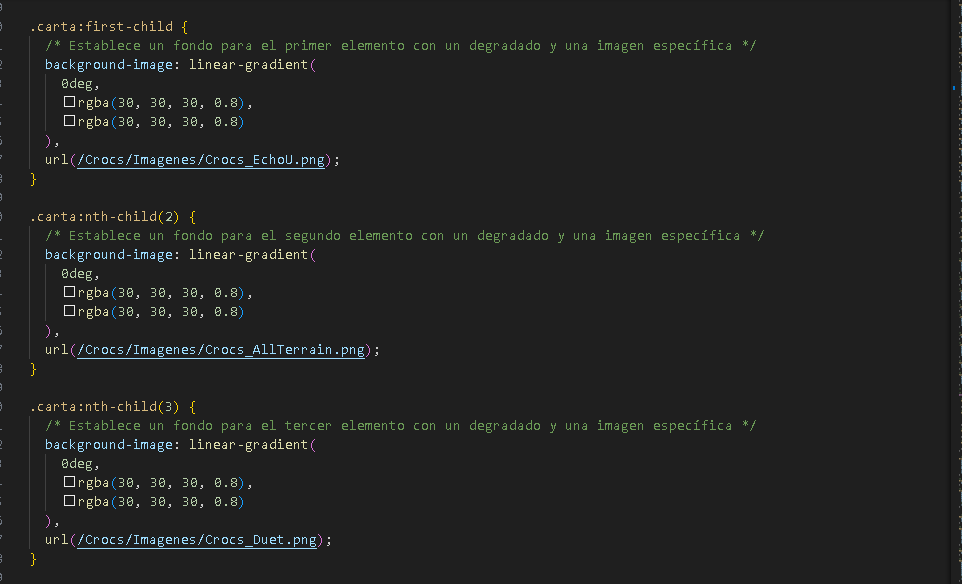 .carta:first-child {
/* Establece un fondo para el primer elemento con un degradado y una imagen específica */
background-image: linear-gradient(
0deg,
rgba(30, 30, 30, 0.8),
rgba(30, 30, 30, 0.8)
),
url(/Crocs/Imagenes/Crocs_EchoU.png);
}
.carta:nth-child(2) {
/* Establece un fondo para el segundo elemento con un degradado y una imagen específica */
background-image: linear-gradient(
0deg,
rgba(30, 30, 30, 0.8),
rgba(30, 30, 30, 0.8)
),
url(/Crocs/Imagenes/Crocs_AllTerrain.png);
}
.carta:nth-child(3) {
/* Establece un fondo para el tercer elemento con un degradado y una imagen específica */
background-image: linear-gradient(
0deg,
rgba(30, 30, 30, 0.8),
rgba(30, 30, 30, 0.8)
),
url(/Crocs/Imagenes/Crocs_Duet.png);
}